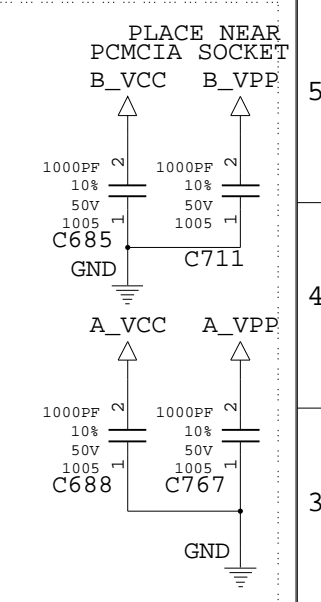 PLACE NEAR
PCMCIA SOCKET
B_VCC B_VPP
5
2 2
1000PF 1000PF
10% 10%
50V 50V
1005 1 1005 1
C685 C711
GND
4
A_VCC A_VPP
2 2
1000PF 1000PF
10% 10%
50V 50V
1005 1 1005 1
C688 C767
3
GND